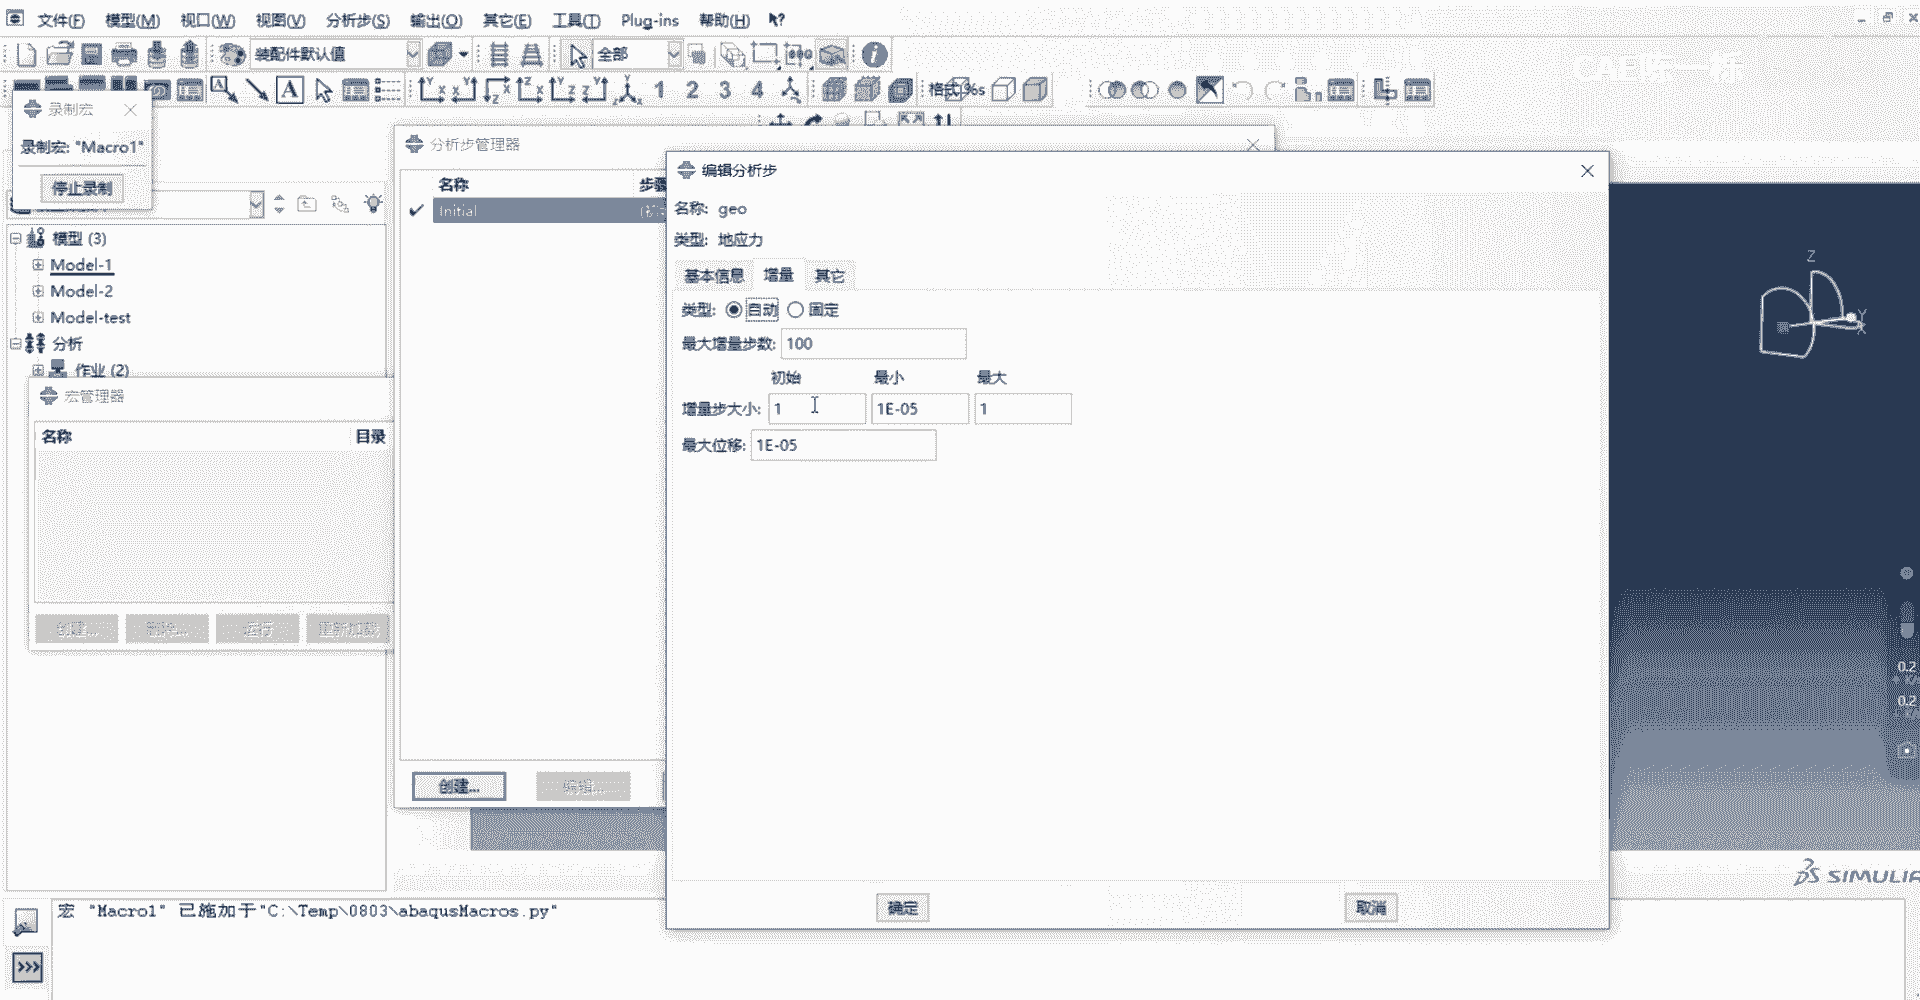 文件(F) 模型(M) 视口(W) 视图(V) 分析步(S) 输出(O) 其它(E) 工具(T) Plug-ins 帮助(H)
装配件默认值 全部
1 2 3 4
录制宏
录制宏: "Macro1"
停止录制
模型 (3)
Model-1
Model-2
Model-test
分析
作业 (2)
宏管理器
名称 目录
创建... 删除... 运行 重新加载
分析步管理器
名称
Initial
创建... 编辑...
编辑分析步
名称: geo
类型: 地应力
基本信息 增量 其它
类型: 自动 固定
最大增量步数: 100
初始 最小 最大
增量步大小: 1 1E-05 1
最大位移: 1E-05
确定 取消
Z
Y
X
0.2
0.2
SIMULIA
宏 "Macro1" 已施加于"C:\Temp\0803\abaqusMacros.py"
>>>